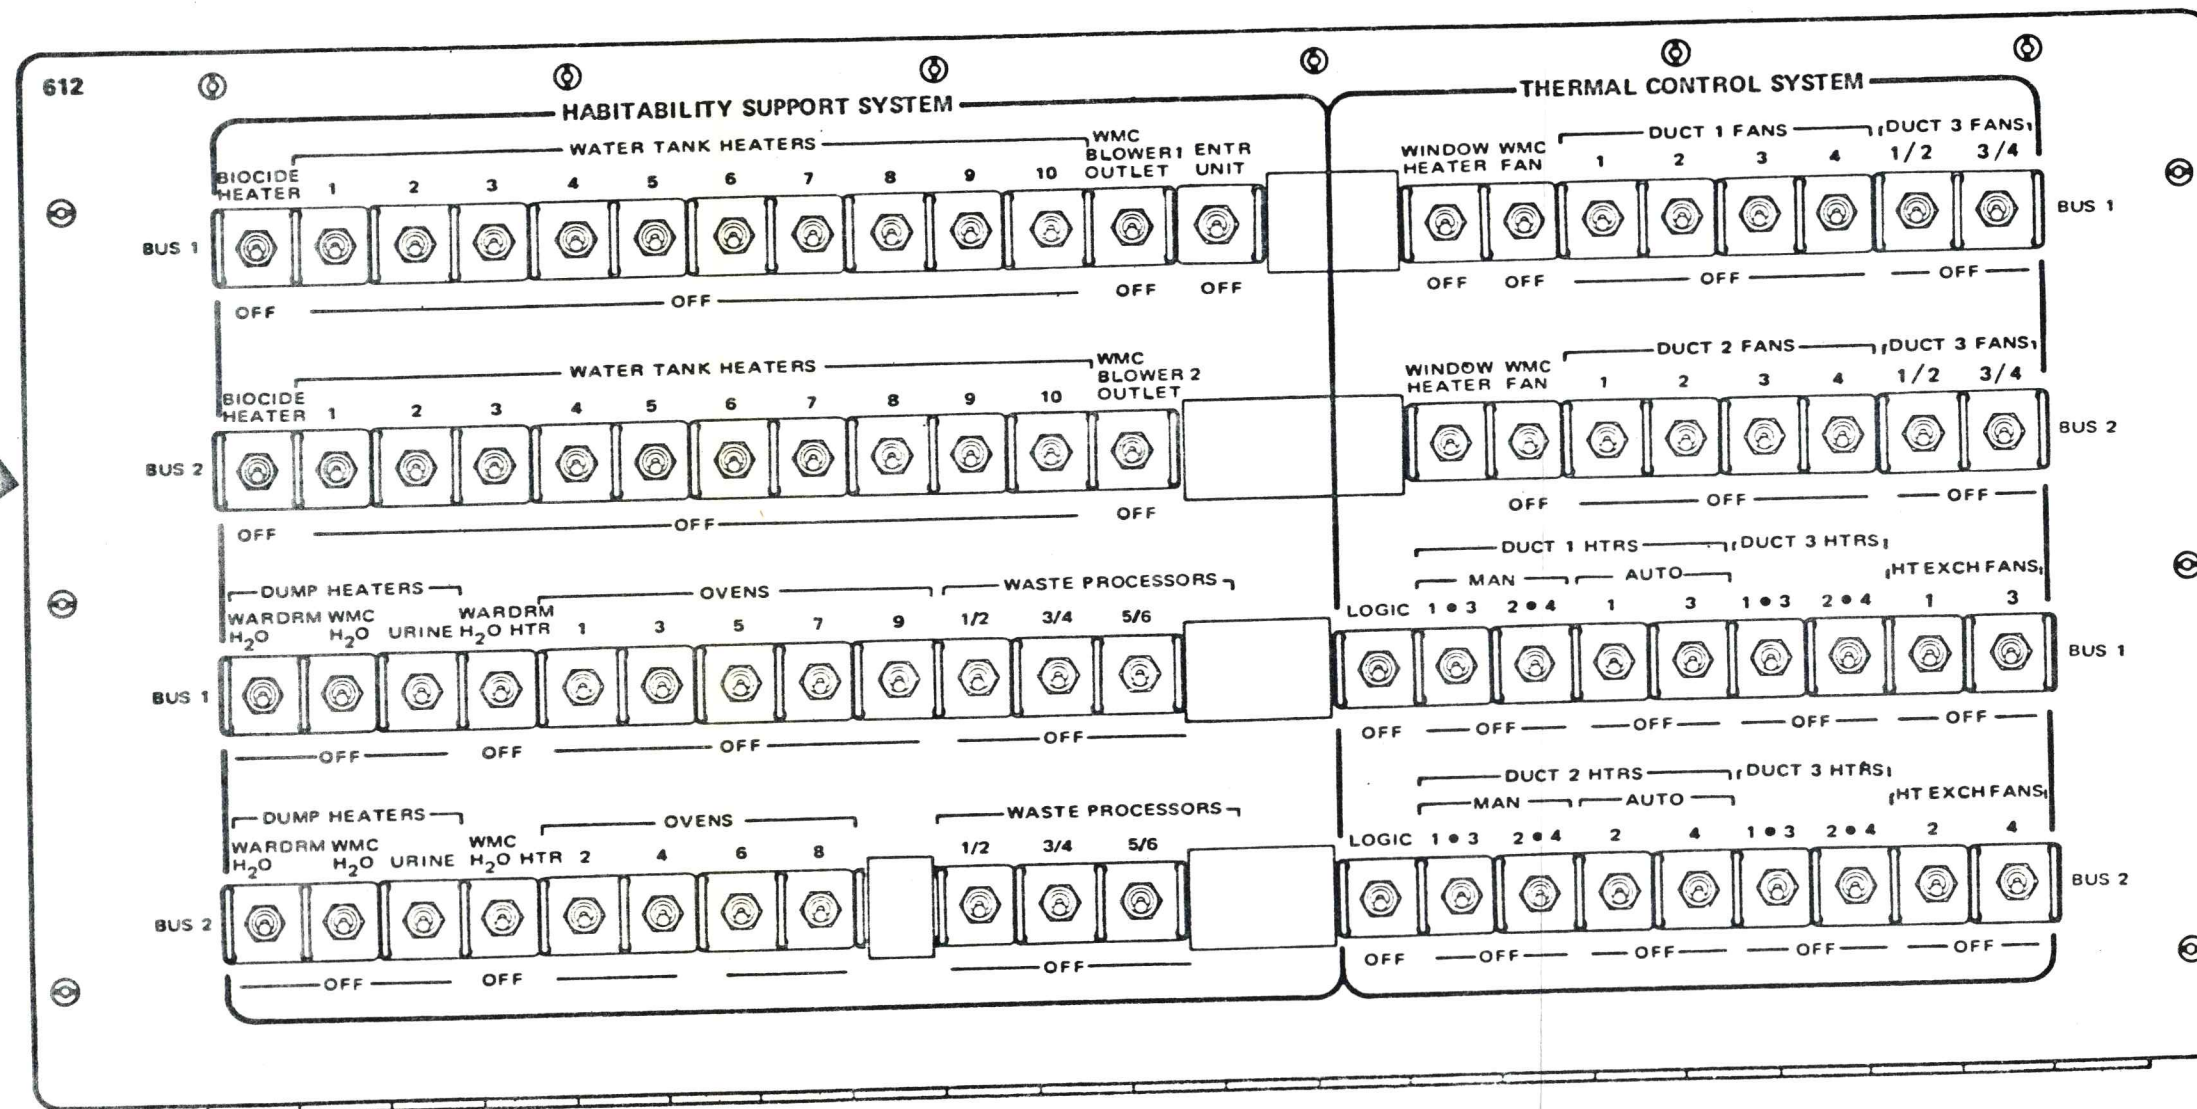 612
HABITABILITY SUPPORT SYSTEM THERMAL CONTROL SYSTEM
WATER TANK HEATERS WMC DUCT 1 FANS DUCT 3 FANS
BIOCIDE BLOWER 1 ENTR WINDOW WMC
HEATER 1 2 3 4 5 6 7 8 9 10 OUTLET UNIT HEATER FAN 1 2 3 4 1/2 3/4
BUS 1 BUS 1
OFF OFF OFF OFF OFF OFF OFF OFF
WATER TANK HEATERS WMC DUCT 2 FANS DUCT 3 FANS
BIOCIDE BLOWER 2 WINDOW WMC
HEATER 1 2 3 4 5 6 7 8 9 10 OUTLET HEATER FAN 1 2 3 4 1/2 3/4
BUS 2 BUS 2
OFF OFF OFF OFF OFF OFF
DUCT 1 HTRS DUCT 3 HTRS
DUMP HEATERS OVENS WASTE PROCESSORS MAN AUTO HT EXCH FANS
WARDRM WMC WARDRM
H₂O H₂O URINE H₂O HTR 1 3 5 7 9 1/2 3/4 5/6 LOGIC 1 • 3 2 • 4 1 3 1 • 3 2 • 4 1 3
BUS 1 BUS 1
OFF OFF OFF OFF OFF OFF OFF OFF OFF
DUCT 2 HTRS DUCT 3 HTRS
DUMP HEATERS OVENS WASTE PROCESSORS MAN AUTO HT EXCH FANS
WARDRM WMC WMC
H₂O H₂O URINE H₂O HTR 2 4 6 8 1/2 3/4 5/6 LOGIC 1 • 3 2 • 4 2 4 1 • 3 2 • 4 2 4
BUS 2 BUS 2
OFF OFF OFF OFF OFF OFF OFF OFF